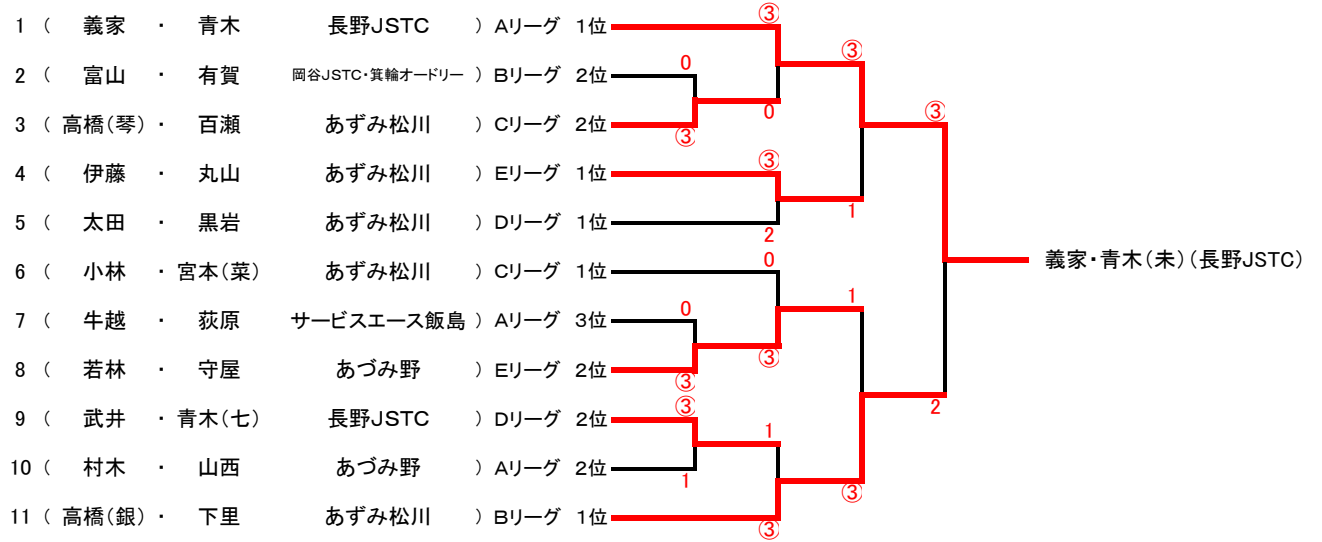 ③
1 ( 義家 ・ 青木 長野JSTC ) Aリーグ 1位
③
0
2 ( 富山 ・ 有賀 岡谷JSTC・箕輪オードリー ) Bリーグ 2位
③
0
3 ( 高橋(琴) ・ 百瀬 あずみ松川 ) Cリーグ 2位
③
③
4 ( 伊藤 ・ 丸山 あずみ松川 ) Eリーグ 1位
1
5 ( 太田 ・ 黒岩 あずみ松川 ) Dリーグ 1位
2
義家・青木(未)(長野JSTC)
0
6 ( 小林 ・ 宮本(菜) あずみ松川 ) Cリーグ 1位
1
0
7 ( 牛越 ・ 荻原 サービスエース飯島 ) Aリーグ 3位
③
8 ( 若林 ・ 守屋 あづみ野 ) Eリーグ 2位
③
③
2
9 ( 武井 ・ 青木(七) 長野JSTC ) Dリーグ 2位
1
10 ( 村木 ・ 山西 あづみ野 ) Aリーグ 2位
1
③
11 ( 高橋(銀) ・ 下里 あずみ松川 ) Bリーグ 1位
③